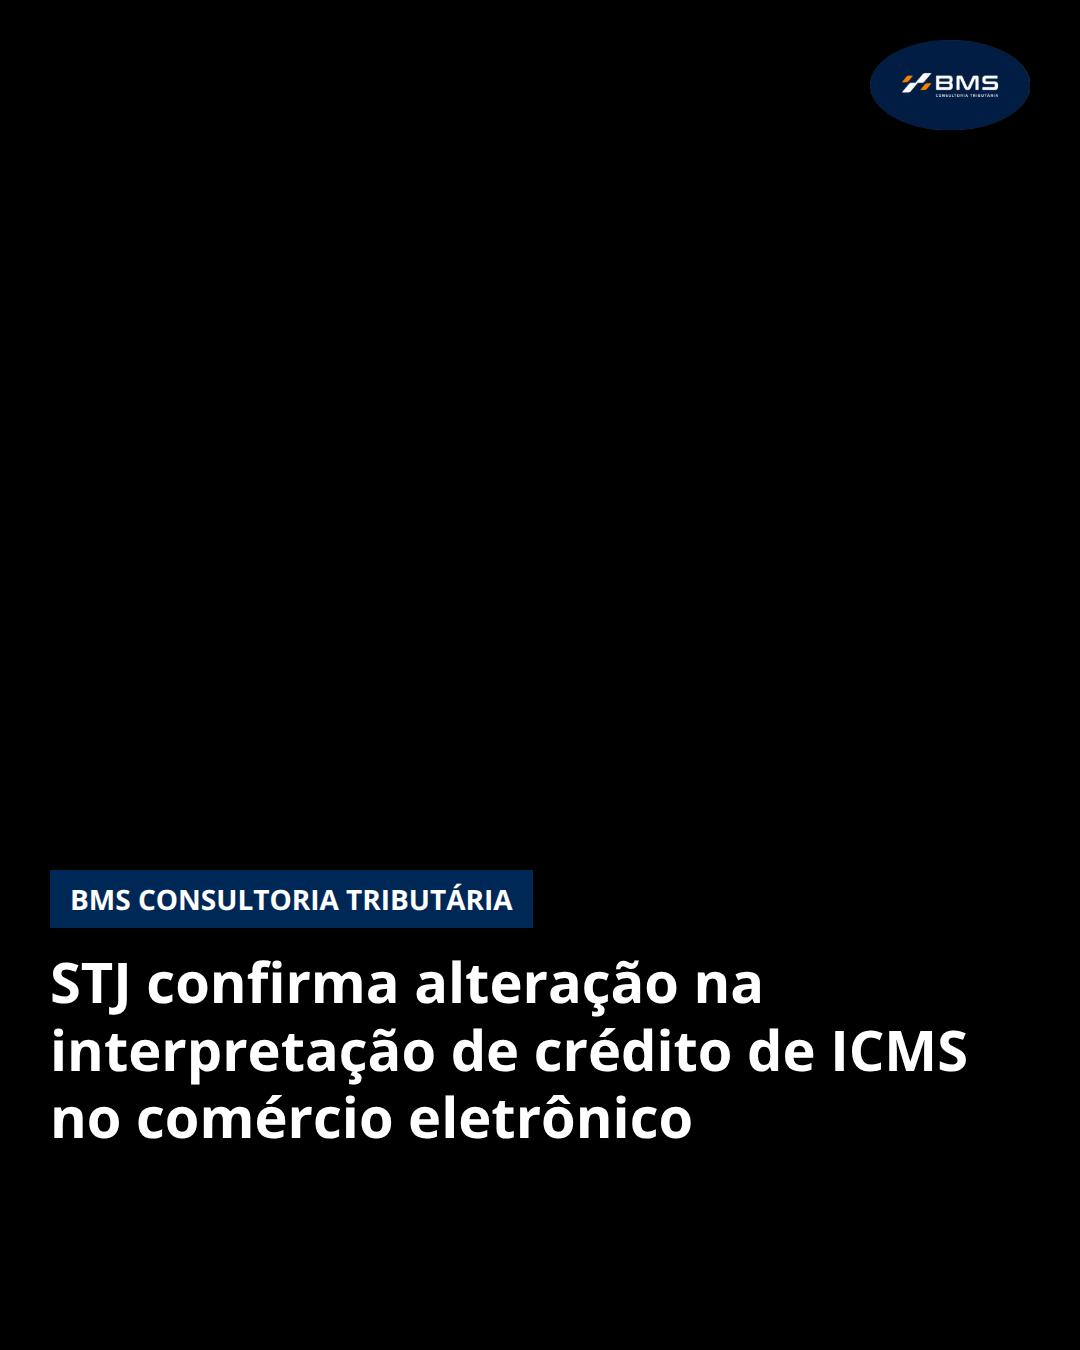 BMS
CONSULTORIA TRIBUTÁRIA
BMS CONSULTORIA TRIBUTÁRIA
STJ confirma alteração na
interpretação de crédito de ICMS
no comércio eletrônico